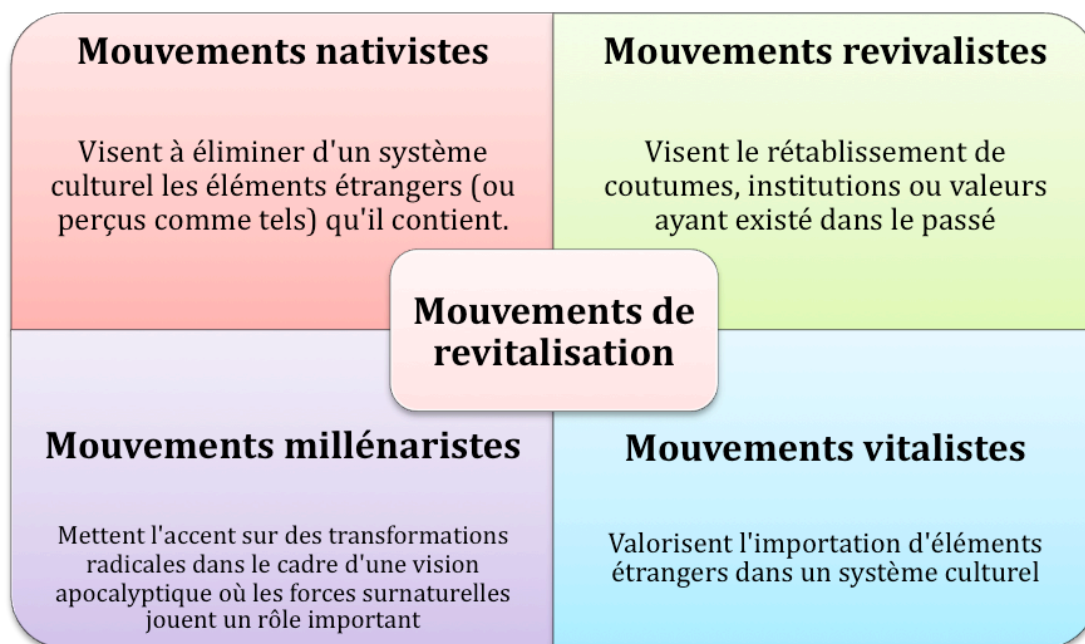 Mouvements nativistes
Visent à éliminer d'un système
culturel les éléments étrangers (ou
perçus comme tels) qu'il contient.
Mouvements revivalistes
Visent le rétablissement de
coutumes, institutions ou valeurs
ayant existé dans le passé
Mouvements de
revitalisation
Mouvements millénaristes
Mettent l'accent sur des transformations
radicales dans le cadre d'une vision
apocalyptique où les forces surnaturelles
jouent un rôle important
Mouvements vitalistes
Valorisent l'importation d'éléments
étrangers dans un système culturel